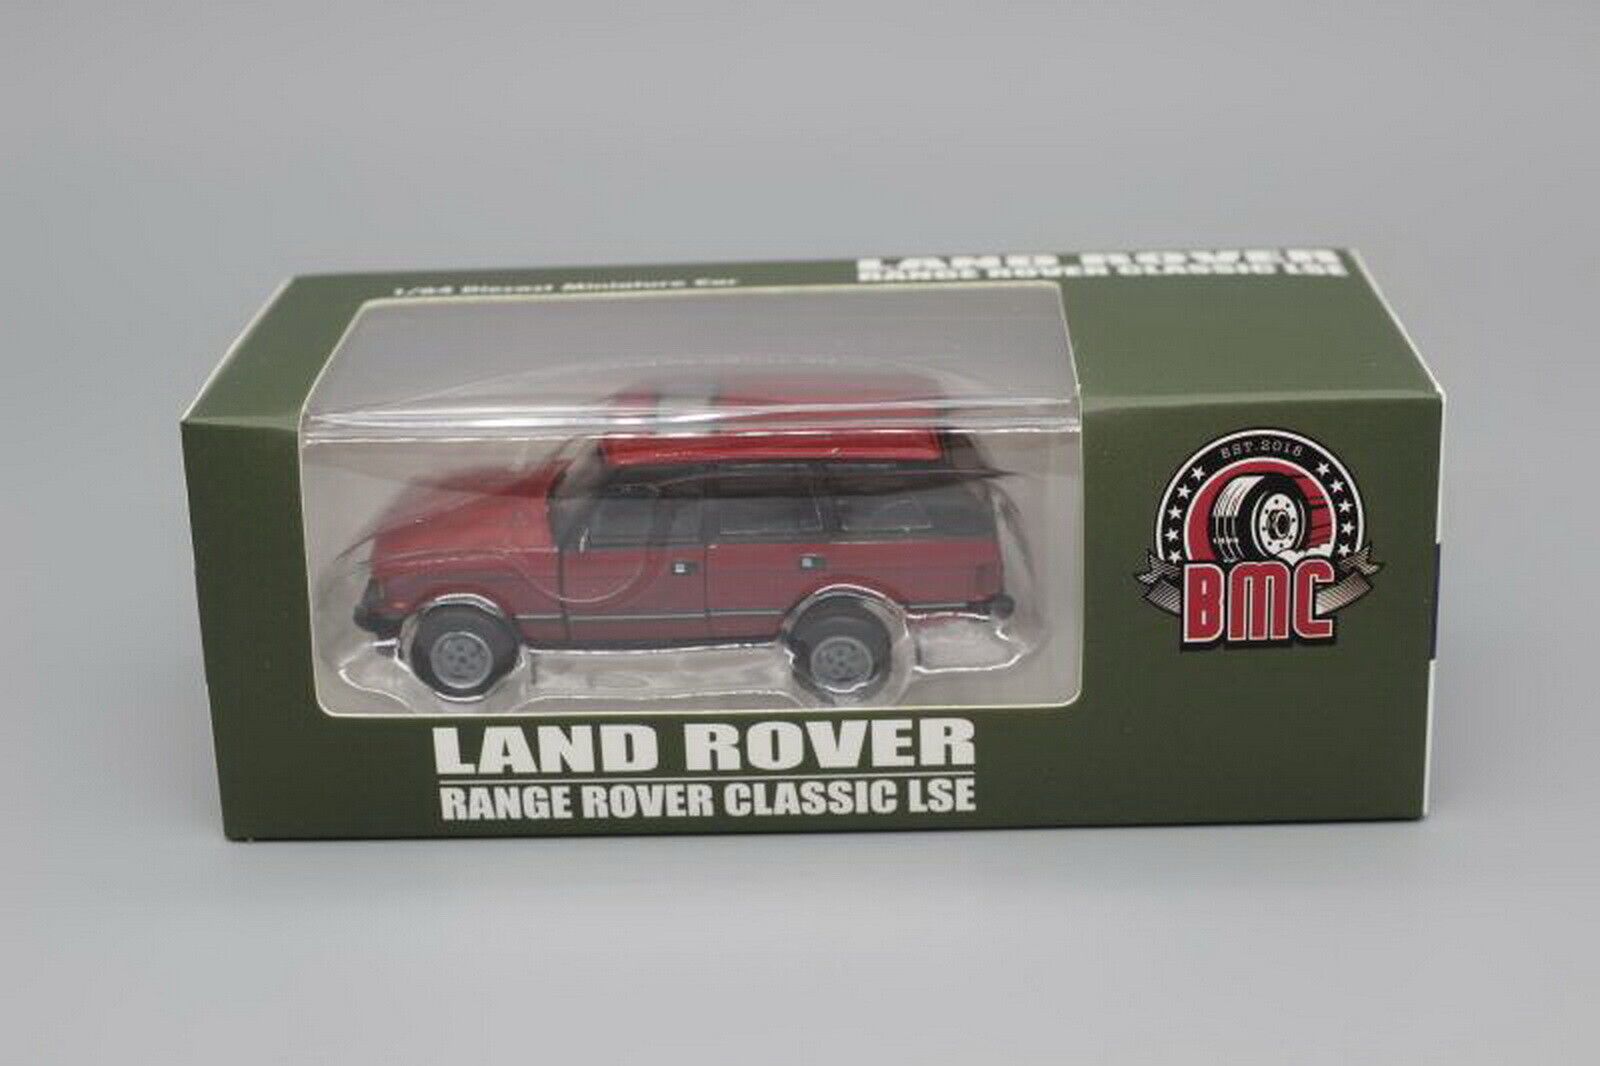 1/64 Diecast Miniature Car
LAND ROVER
RANGE ROVER CLASSIC LSE
EST.2018
BMC
LAND ROVER
RANGE ROVER CLASSIC LSE